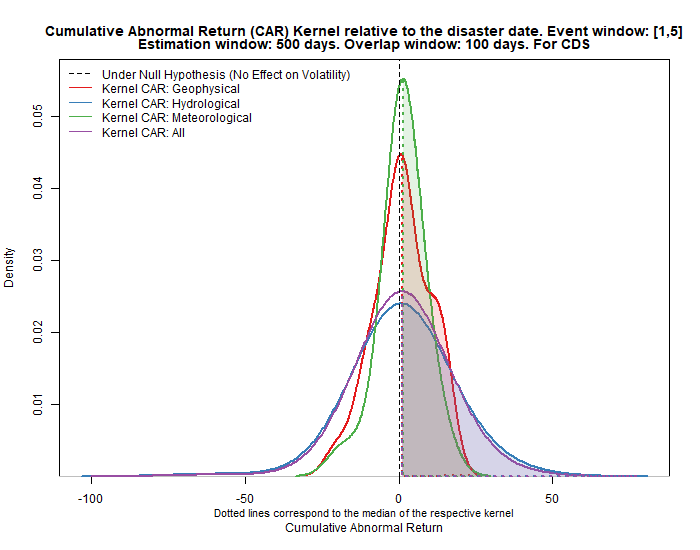 Cumulative Abnormal Return (CAR) Kernel relative to the disaster date. Event window: [1,5]
Estimation window: 500 days. Overlap window: 100 days. For CDS
Under Null Hypothesis (No Effect on Volatility)
Kernel CAR: Geophysical
Kernel CAR: Hydrological
Kernel CAR: Meteorological
Kernel CAR: All
0.05
0.04
0.03
0.02
0.01
Density
-100
-50
0
50
Dotted lines correspond to the median of the respective kernel
Cumulative Abnormal Return